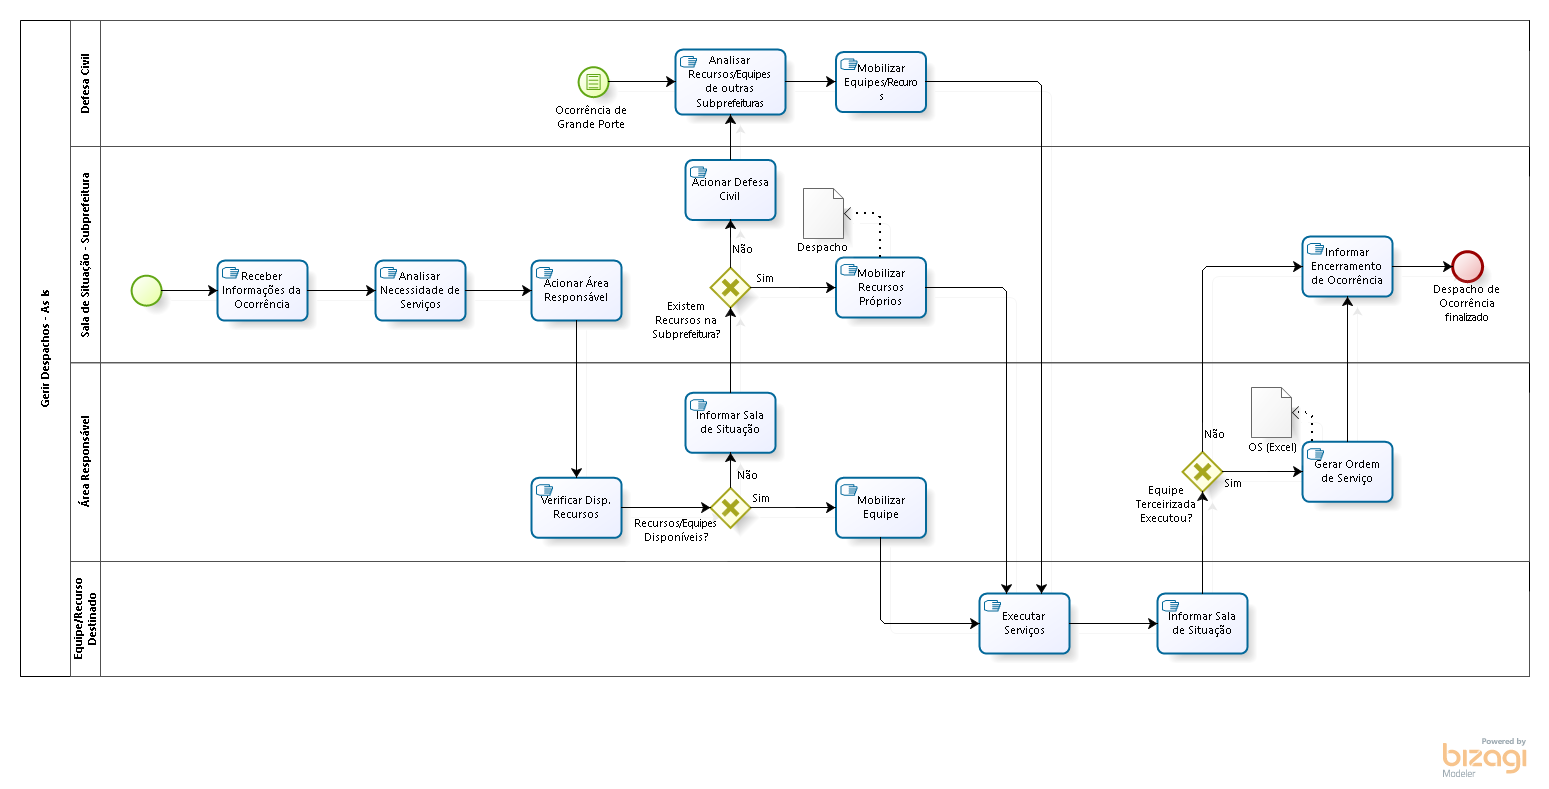 Gerir Despachos - As Is
Defesa Civil
Ocorrência de
Grande Porte
Analisar
Recursos/Equipes
de outras
Subprefeituras
Mobilizar
Equipes/Recuro
s
Sala de Situação - Subprefeitura
Receber
Informações da
Ocorrência
Analisar
Necessidade de
Serviços
Acionar Área
Responsável
Acionar Defesa
Civil
Não
Sim
Existem
Recursos na
Subprefeitura?
Despacho
Mobilizar
Recursos
Próprios
Informar
Encerramento
de Ocorrência
Despacho de
Ocorrência
finalizado
Área Responsável
Verificar Disp.
Recursos
Informar Sala
de Situação
Não
Sim
Recursos/Equipes
Disponíveis?
Mobilizar
Equipe
Não
Sim
Equipe
Terceirizada
Executou?
OS (Excel)
Gerar Ordem
de Serviço
Equipe/Recurso
Destinado
Executar
Serviços
Informar Sala
de Situação
Powered by
bizagi
Modeler